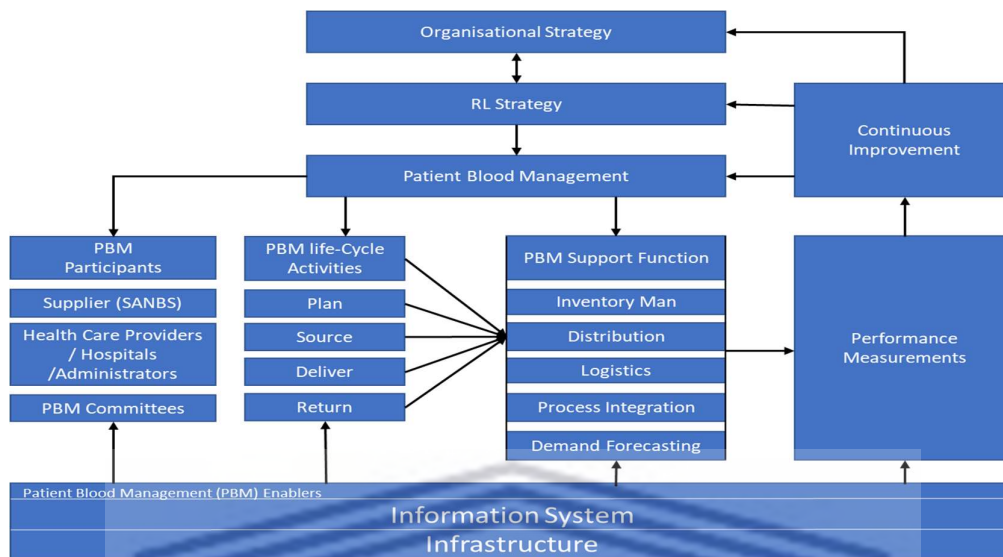 Organisational Strategy
RL Strategy
Continuous
Improvement
Patient Blood Management
PBM
Participants
Supplier (SANBS)
Health Care Providers
/ Hospitals
/Administrators
PBM Committees
PBM life-Cycle
Activities
Plan
Source
Deliver
Return
PBM Support Function
Inventory Man
Distribution
Logistics
Process Integration
Demand Forecasting
Performance
Measurements
Patient Blood Management (PBM) Enablers
Information System
Infrastructure